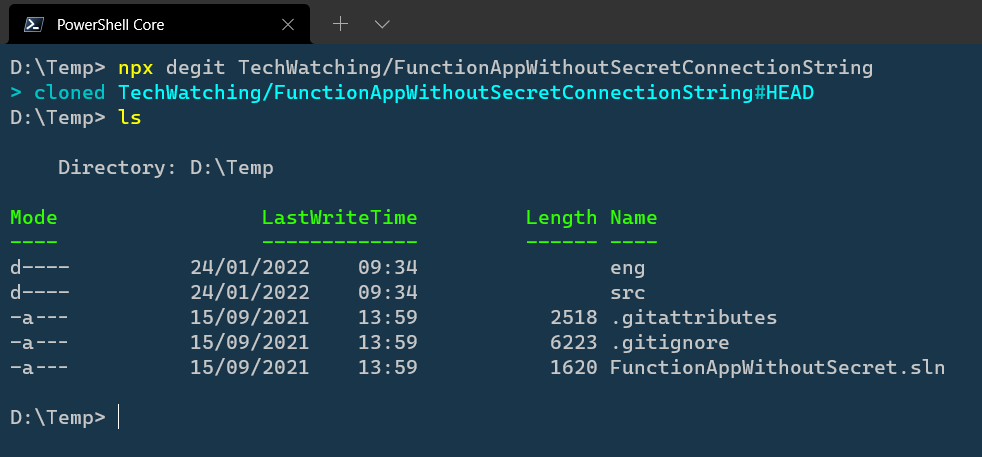 PowerShell Core
D:\Temp> npx degit TechWatching/FunctionAppWithoutSecretConnectionString
> cloned TechWatching/FunctionAppWithoutSecretConnectionString#HEAD
D:\Temp> ls
Directory: D:\Temp
Mode LastWriteTime Length Name
---- ------------- ------ ----
d---- 24/01/2022 09:34 eng
d---- 24/01/2022 09:34 src
-a--- 15/09/2021 13:59 2518 .gitattributes
-a--- 15/09/2021 13:59 6223 .gitignore
-a--- 15/09/2021 13:59 1620 FunctionAppWithoutSecret.sln
D:\Temp>